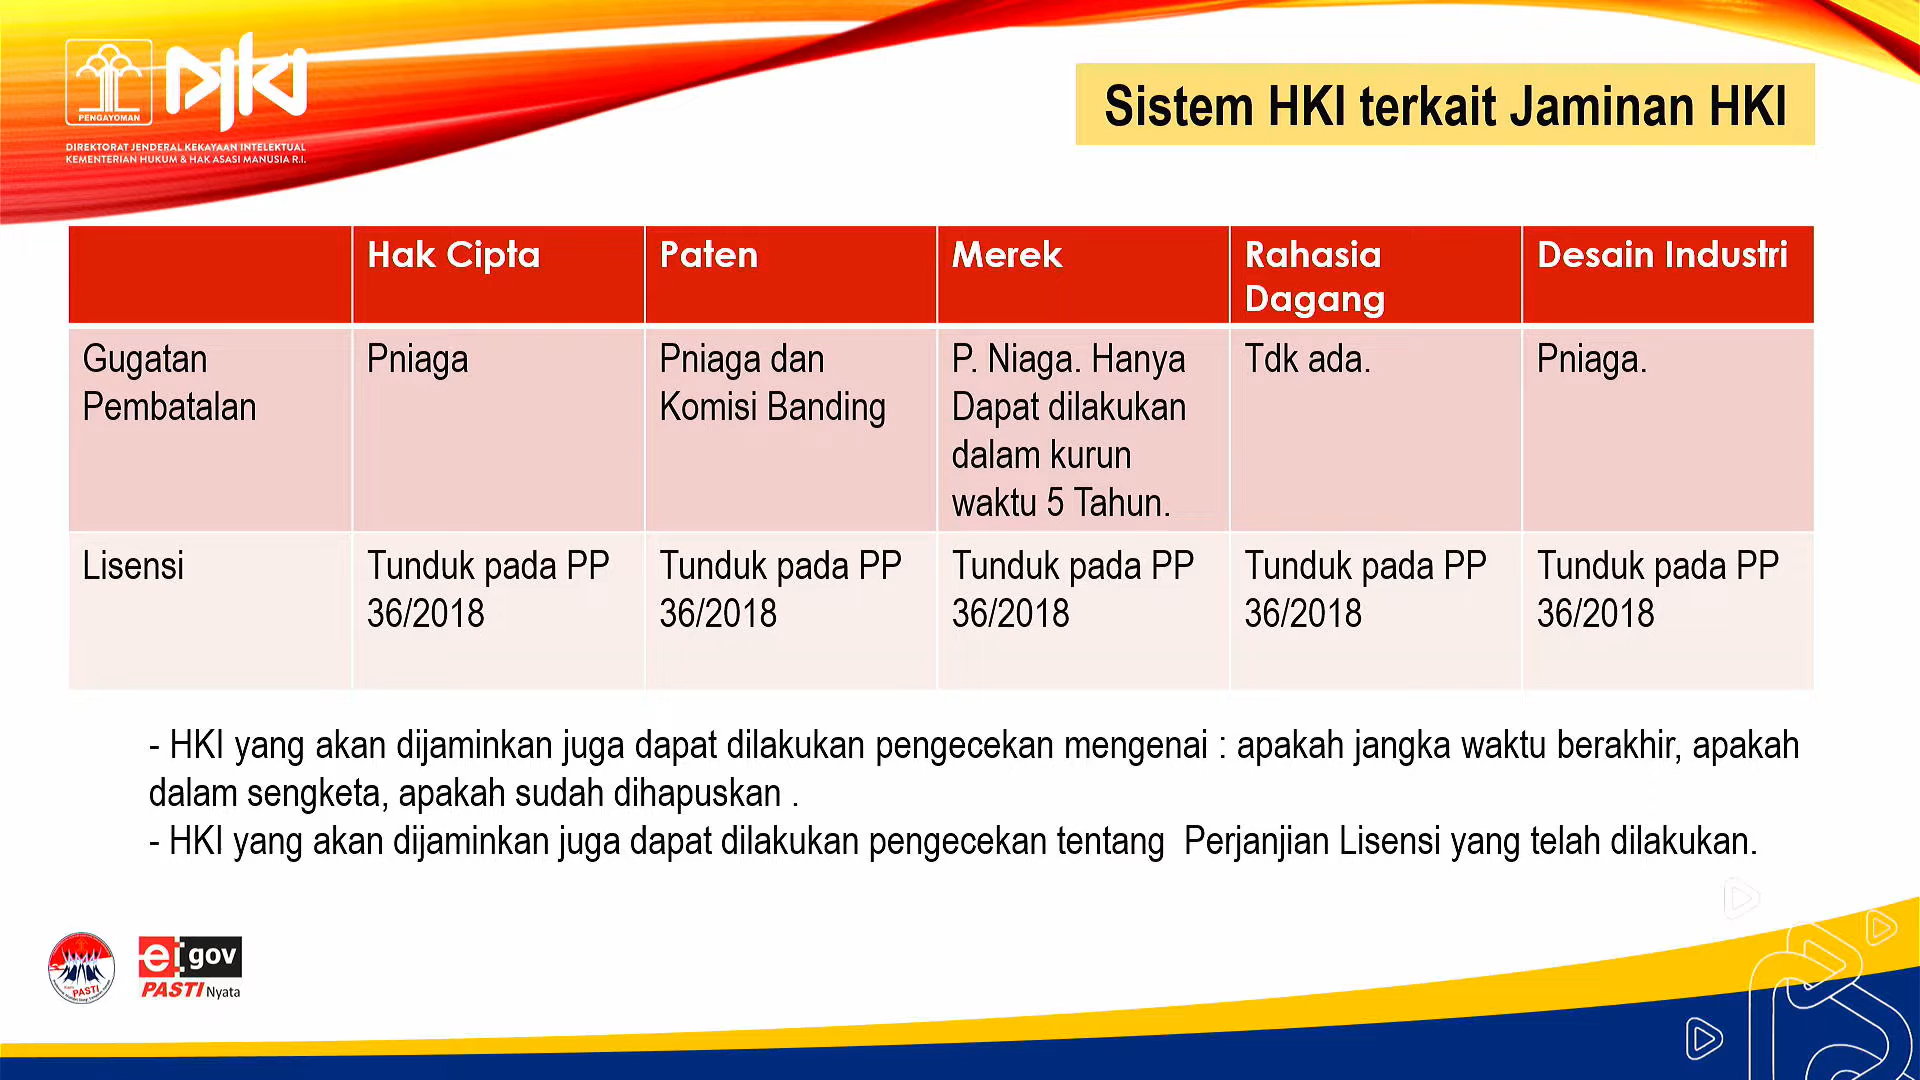 PENGAYOMAN
DJKI
DIREKTORAT JENDERAL KEKAYAAN INTELEKTUAL
KEMENTERIAN HUKUM & HAK ASASI MANUSIA R.I.
Sistem HKI terkait Jaminan HKI
Hak Cipta
Paten
Merek
Rahasia
Dagang
Desain Industri
Gugatan
Pembatalan
Pniaga
Pniaga dan
Komisi Banding
P. Niaga. Hanya
Dapat dilakukan
dalam kurun
waktu 5 Tahun.
Tdk ada.
Pniaga.
Lisensi
Tunduk pada PP
36/2018
Tunduk pada PP
36/2018
Tunduk pada PP
36/2018
Tunduk pada PP
36/2018
Tunduk pada PP
36/2018
- HKI yang akan dijaminkan juga dapat dilakukan pengecekan mengenai : apakah jangka waktu berakhir, apakah
dalam sengketa, apakah sudah dihapuskan .
- HKI yang akan dijaminkan juga dapat dilakukan pengecekan tentang  Perjanjian Lisensi yang telah dilakukan.
PASTI
e gov
PASTI Nyata